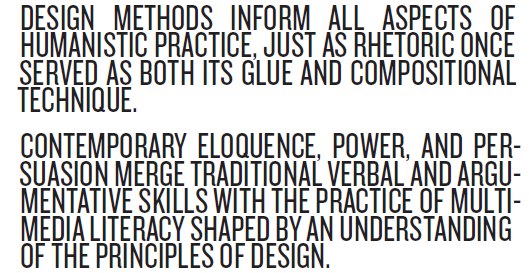 DESIGN METHODS INFORM ALL ASPECTS OF
HUMANISTIC PRACTICE, JUST AS RHETORIC ONCE
SERVED AS BOTH ITS GLUE AND COMPOSITIONAL
TECHNIQUE.
CONTEMPORARY ELOQUENCE, POWER, AND PER-
SUASION MERGE TRADITIONAL VERBAL AND ARGU-
MENTATIVE SKILLS WITH THE PRACTICE OF MULTI-
MEDIA LITERACY SHAPED BY AN UNDERSTANDING
OF THE PRINCIPLES OF DESIGN.